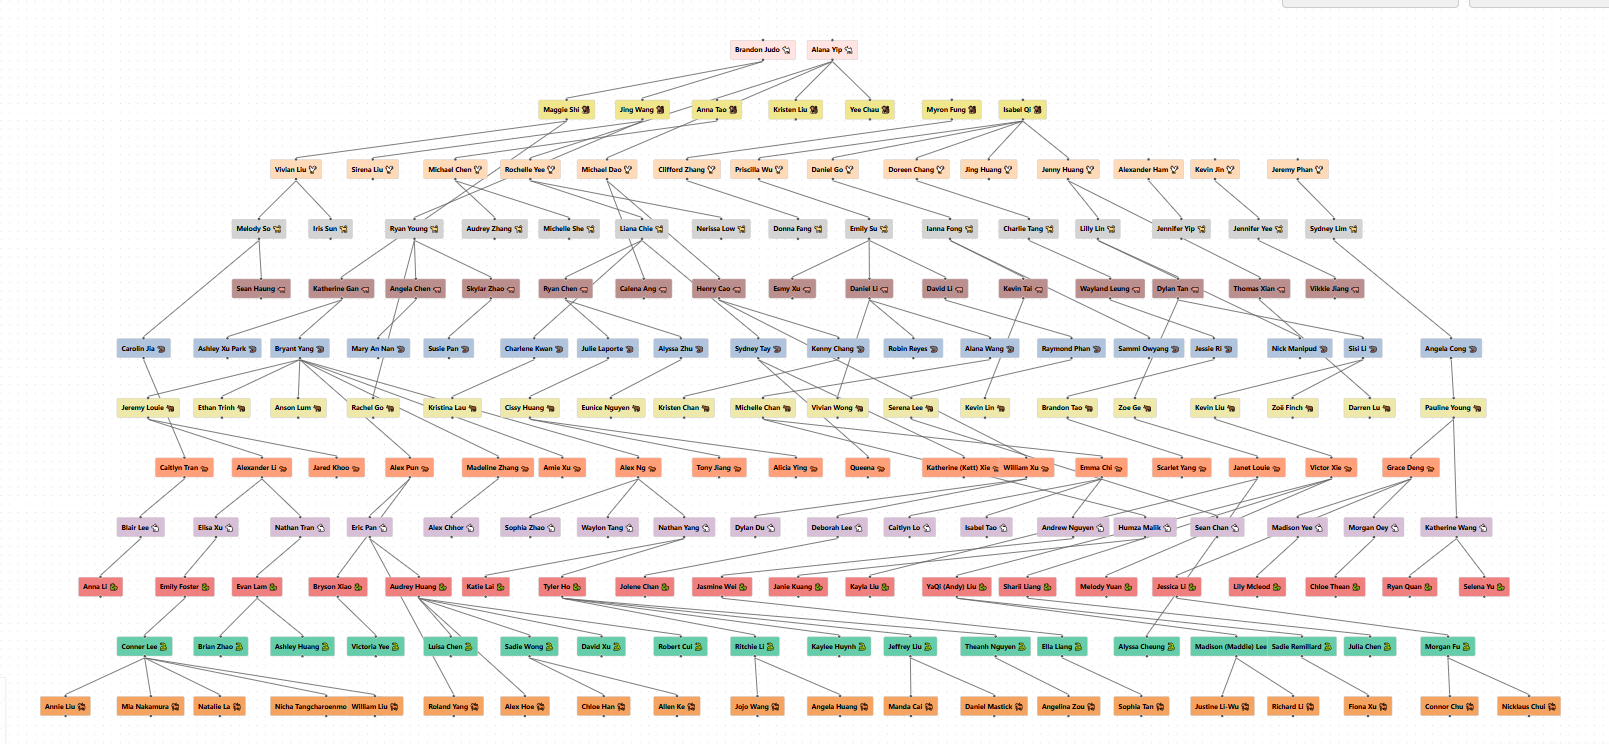 Brandon Judo
Alana Yip
Maggie Shi
Jing Wang
Anna Tao
Kristen Liu
Yee Chau
Myron Fung
Isabel Qi
Vivian Liu
Sirena Liu
Michael Chen
Rochelle Yee
Michael Dao
Clifford Zhang
Priscilla Wu
Daniel Go
Doreen Chang
Jing Huang
Jenny Huang
Alexander Ham
Kevin Jin
Jeremy Phan
Melody So
Iris Sun
Ryan Young
Audrey Zhang
Michelle She
Liana Chie
Nerissa Low
Donna Fang
Emily Su
Ianna Fong
Charlie Tang
Lilly Lin
Jennifer Yip
Jennifer Yee
Sydney Lim
Sean Haung
Katherine Gan
Angela Chen
Skylar Zhao
Ryan Chen
Calena Ang
Henry Cao
Esmy Xu
Daniel Li
David Li
Kevin Tai
Wayland Leung
Dylan Tan
Thomas Xian
Vikkie Jiang
Carolin Jia
Ashley Xu Park
Bryant Yang
Mary An Nan
Susie Pan
Charlene Kwan
Julie Laporte
Alyssa Zhu
Sydney Tay
Kenny Chang
Robin Reyes
Alana Wang
Raymond Phan
Sammi Owyang
Jessie Ri
Nick Manipud
Sisi Li
Angela Cong
Jeremy Louie
Ethan Trinh
Anson Lum
Rachel Go
Kristina Lau
Cissy Huang
Eunice Nguyen
Kristen Chan
Michelle Chan
Vivian Wong
Serena Lee
Kevin Lin
Brandon Tao
Zoe Ge
Kevin Liu
Zoë Finch
Darren Lu
Pauline Young
Caitlyn Tran
Alexander Li
Jared Khoo
Alex Pun
Madeline Zhang
Amie Xu
Alex Ng
Tony Jiang
Alicia Ying
Queena
Katherine (Kett) Xie
William Xu
Emma Chi
Scarlet Yang
Janet Louie
Victor Xie
Grace Deng
Blair Lee
Elisa Xu
Nathan Tran
Eric Pan
Alex Chhor
Sophia Zhao
Waylon Tang
Nathan Yang
Dylan Du
Deborah Lee
Caitlyn Lo
Isabel Tao
Andrew Nguyen
Humza Malik
Sean Chan
Madison Yee
Morgan Oey
Katherine Wang
Anna Li
Emily Foster
Evan Lam
Bryson Xiao
Audrey Huang
Katie Lai
Tyler Ho
Jolene Chan
Jasmine Wei
Janie Kuang
Kayla Liu
YaQi (Andy) Liu
Sharii Liang
Melody Yuan
Jessica Li
Lily Mcleod
Chloe Thean
Ryan Quan
Selena Yu
Conner Lee
Brian Zhao
Ashley Huang
Victoria Yee
Luisa Chen
Sadie Wong
David Xu
Robert Cui
Ritchie Li
Kaylee Huynh
Jeffrey Liu
Theanh Nguyen
Ella Liang
Alyssa Cheung
Madison (Maddie) Lee
Sadie Remillard
Julia Chen
Morgan Fu
Annie Liu
Mia Nakamura
Natalie La
Nicha Tangcharoenmo
William Liu
Roland Yang
Alex Hoe
Chloe Han
Allen Ke
Jojo Wang
Angela Huang
Manda Cai
Daniel Mastick
Angelina Zou
Sophia Tan
Justine Li-Wu
Richard Li
Fiona Xu
Connor Chu
Nicklaus Chui